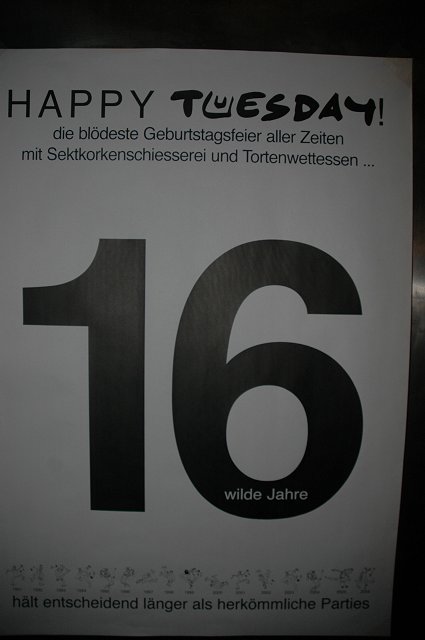 HAPPY TUESDAY!
die blödeste Geburtstagsfeier aller Zeiten
mit Sektkorkenschiesserei und Tortenwettessen ...
16
wilde Jahre
hält entscheidend länger als herkömmliche Parties